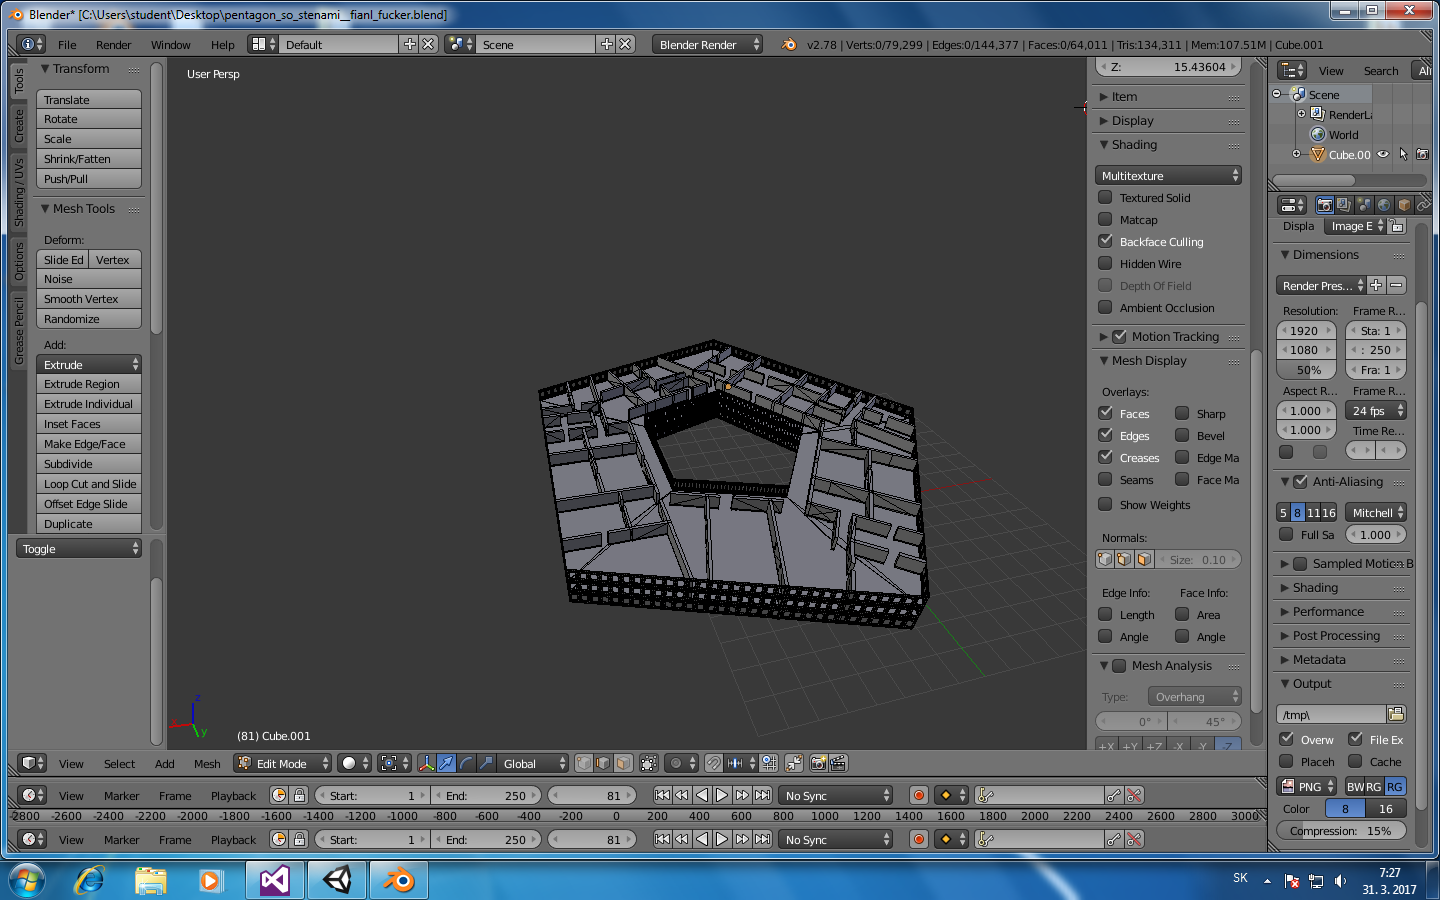 Blender* [C:\Users\student\Desktop\pentagon_so_stenami__fianl_fucker.blend]
File Render Window Help Default Scene Blender Render v2.78 | Verts:0/79,299 | Edges:0/144,377 | Faces:0/64,011 | Tris:134,311 | Mem:107.51M | Cube.001
Tools
Create
Shading / UVs
Options
Grease Pencil
Transform
Translate
Rotate
Scale
Shrink/Fatten
Push/Pull
Mesh Tools
Deform:
Slide Ed Vertex
Noise
Smooth Vertex
Randomize
Add:
Extrude
Extrude Region
Extrude Individual
Inset Faces
Make Edge/Face
Subdivide
Loop Cut and Slide
Offset Edge Slide
Duplicate
Toggle
User Persp
z
x
y
(81) Cube.001
Z: 15.43604
Item
Display
Shading
Multitexture
Textured Solid
Matcap
Backface Culling
Hidden Wire
Depth Of Field
Ambient Occlusion
Motion Tracking
Mesh Display
Overlays:
Faces Sharp
Edges Bevel
Creases Edge Ma
Seams Face Ma
Show Weights
Normals:
Size: 0.10
Edge Info: Face Info:
Length Area
Angle Angle
Mesh Analysis
Type: Overhang
0° 45°
+X +Y +Z -X -Y -Z
View Search Al
Scene
RenderLa
World
Cube.00
Displa Image E
Dimensions
Render Pres...
Resolution: Frame R...
1920 Sta: 1
1080 : 250
50% Fra: 1
Aspect R... Frame R...
1.000 24 fps
1.000 Time Re...
Anti-Aliasing
5 8 11 16 Mitchell
Full Sa 1.000
Sampled Motion B
Shading
Performance
Post Processing
Metadata
Output
/tmp\
Overw File Ex
Placeh Cache
PNG BW RG RG
Color 8 16
Compression: 15%
View Select Add Mesh Edit Mode Global
View Marker Frame Playback Start: 1 End: 250 81 No Sync
-2800 -2600 -2400 -2200 -2000 -1800 -1600 -1400 -1200 -1000 -800 -600 -400 -200 0 200 400 600 800 1000 1200 1400 1600 1800 2000 2200 2400 2600 2800 3000
View Marker Frame Playback Start: 1 End: 250 81 No Sync
SK
7:27
31. 3. 2017